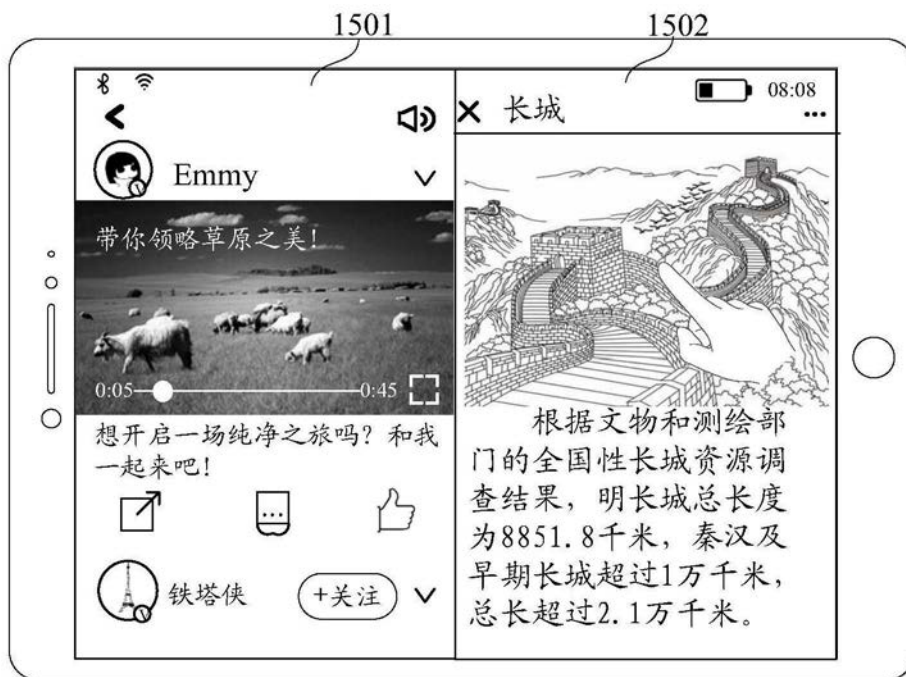 1501
1502
08:08
长城
Emmy
带你领略草原之美!
0:05
0:45
想开启一场纯净之旅吗? 和我
一起来吧!
铁塔侠
+关注
根据文物和测绘部
门的全国性长城资源调
查结果, 明长城总长度
为8851.8千米, 秦汉及
早期长城超过1万千米,
总长超过2.1万千米。